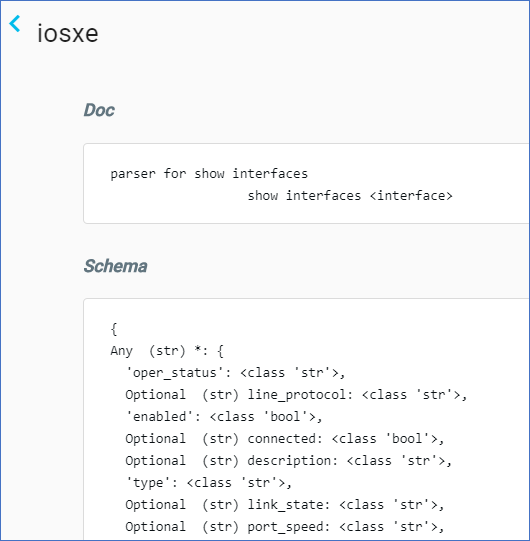 iosxe
Doc
parser for show interfaces
show interfaces <interface>
Schema
{
Any  (str) *: {
'oper_status': <class 'str'>,
Optional  (str) line_protocol: <class 'str'>,
'enabled': <class 'bool'>,
Optional  (str) connected: <class 'bool'>,
Optional  (str) description: <class 'str'>,
'type': <class 'str'>,
Optional  (str) link_state: <class 'str'>,
Optional  (str) port_speed: <class 'str'>,